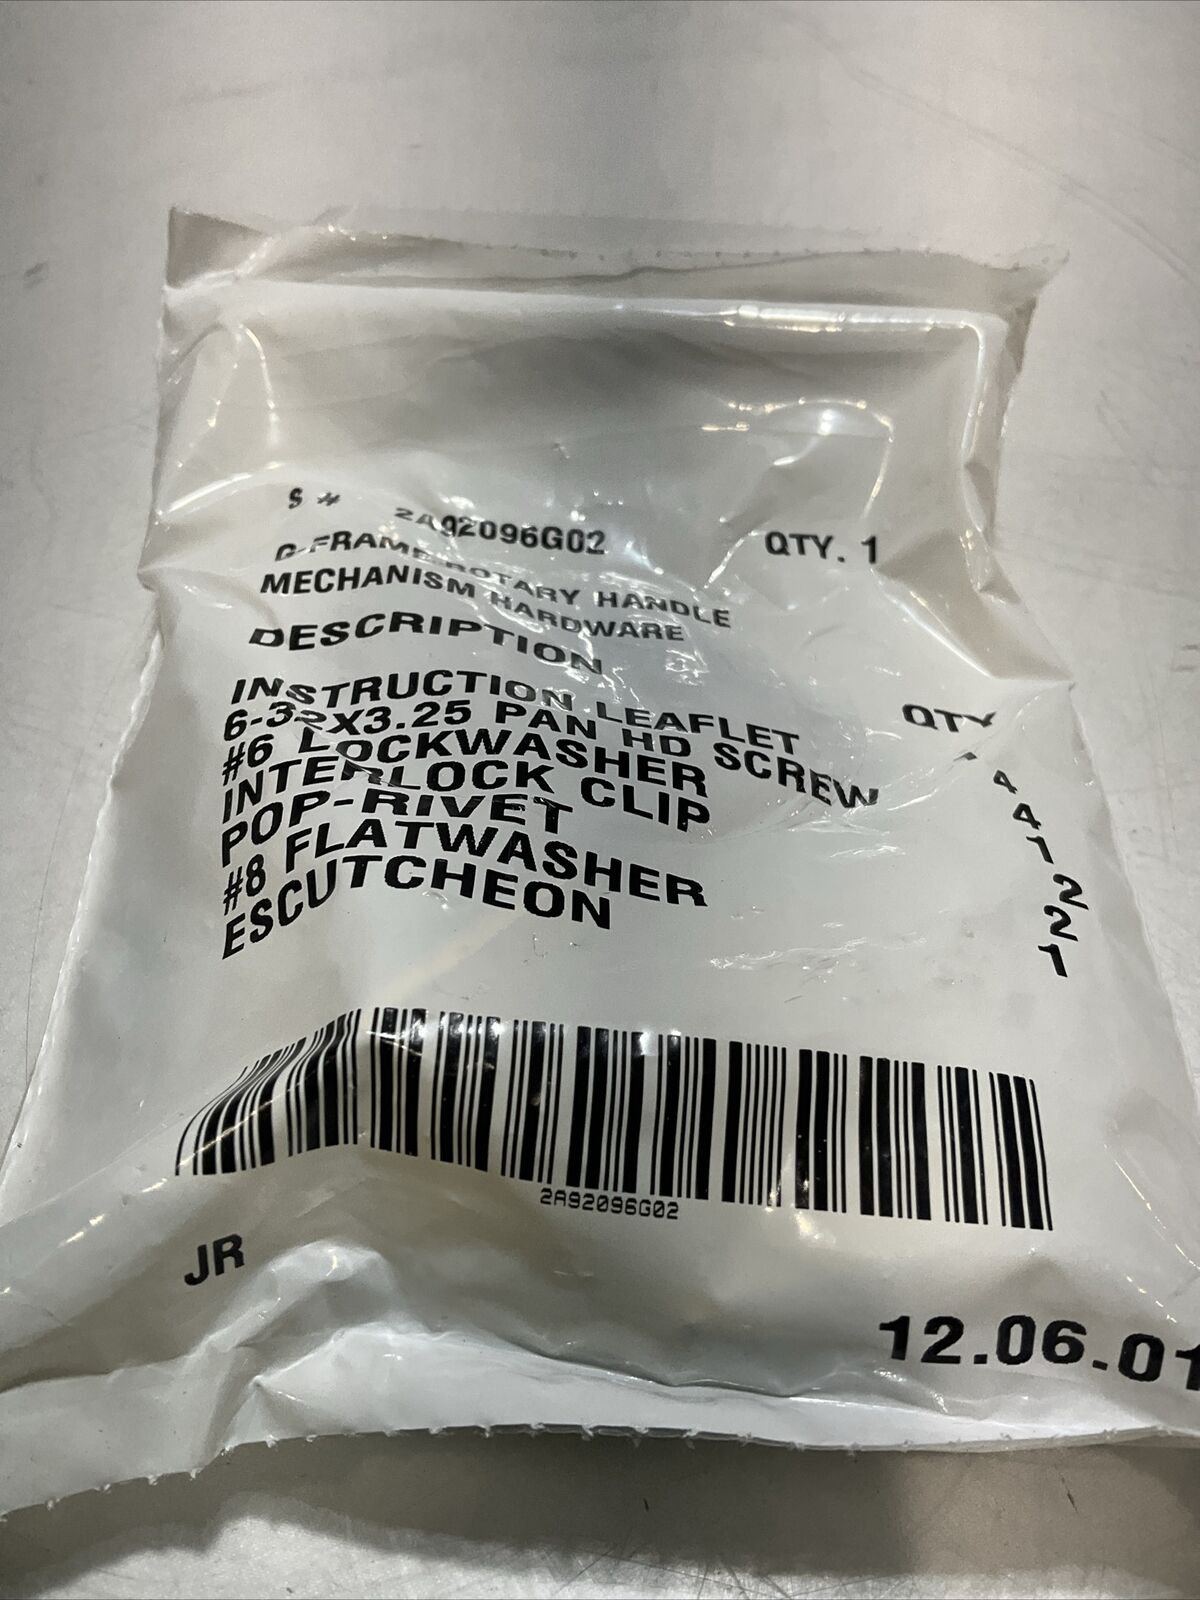 S # 2A92096G02 QTY. 1
G-FRAME ROTARY HANDLE
MECHANISM HARDWARE
DESCRIPTION QTY
INSTRUCTION LEAFLET
6-32X3.25 PAN HD SCREW 4
#6 LOCKWASHER 4
INTERLOCK CLIP 1
POP-RIVET 2
#8 FLATWASHER 2
ESCUTCHEON 1
2A92096G02
JR
12.06.01